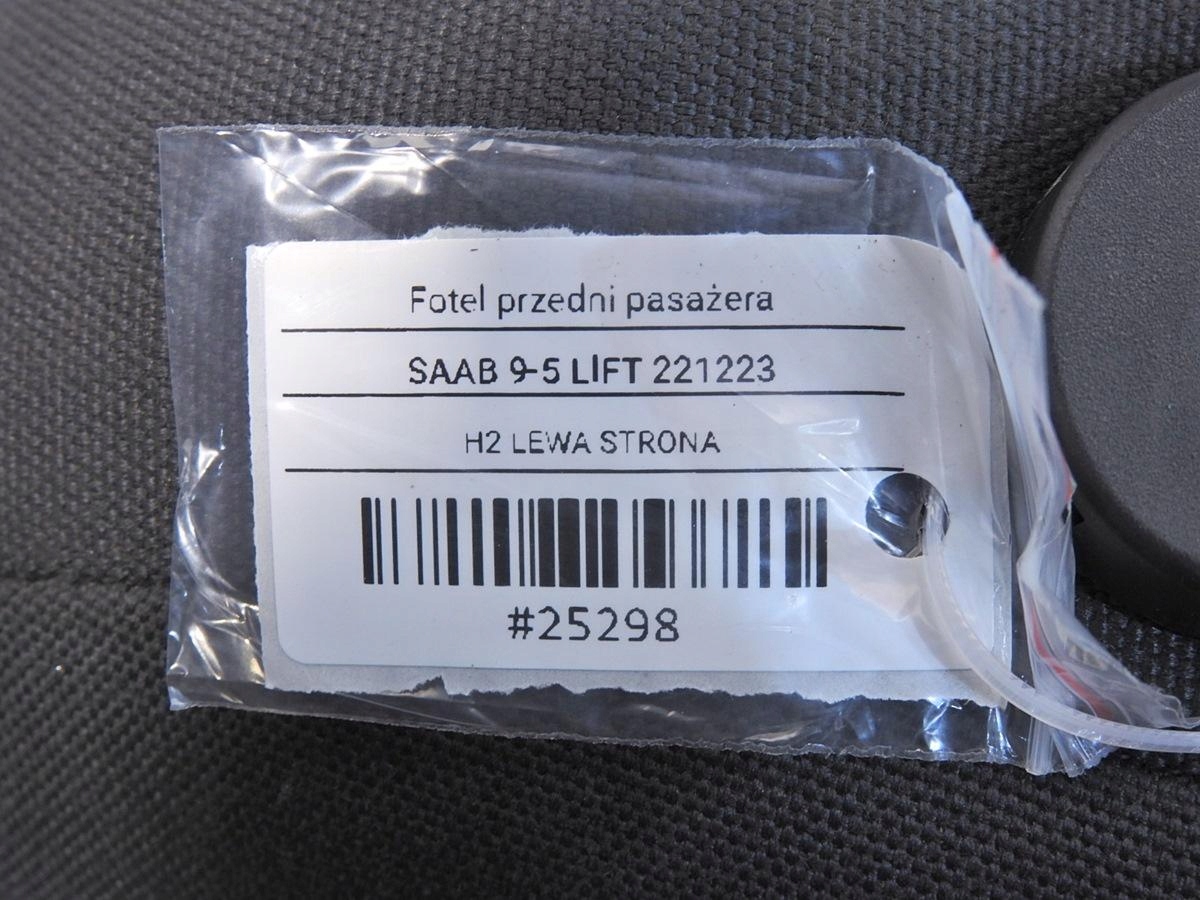 Fotel przedni pasażera
SAAB 9-5 LIFT 221223
H2 LEWA STRONA
#25298